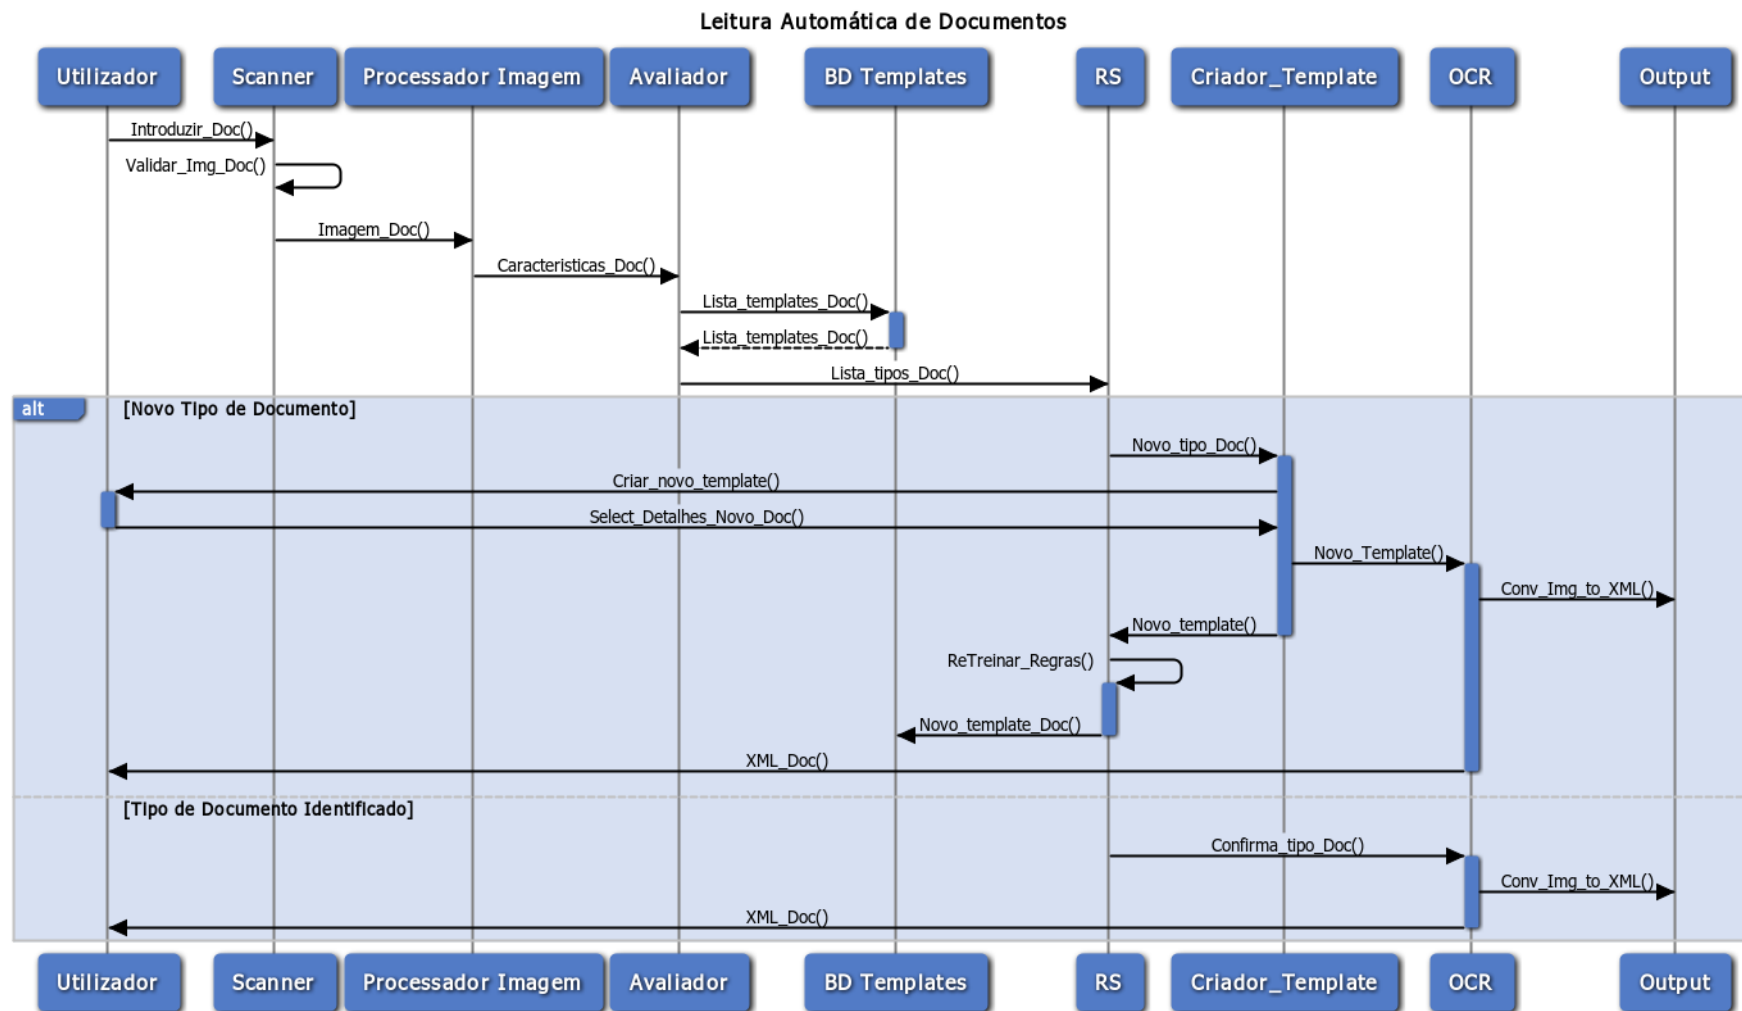 Leitura Automática de Documentos
Utilizador Scanner Processador Imagem Avaliador BD Templates RS Criador_Template OCR Output
Introduzir_Doc()
Validar_Img_Doc()
Imagem_Doc()
Caracteristicas_Doc()
Lista_templates_Doc()
Lista_templates_Doc()
Lista_tipos_Doc()
alt [Novo Tipo de Documento]
Novo_tipo_Doc()
Criar_novo_template()
Select_Detalhes_Novo_Doc()
Novo_Template()
Conv_Img_to_XML()
Novo_template()
ReTreinar_Regras()
Novo_template_Doc()
XML_Doc()
[Tipo de Documento Identificado]
Confirma_tipo_Doc()
Conv_Img_to_XML()
XML_Doc()
Utilizador Scanner Processador Imagem Avaliador BD Templates RS Criador_Template OCR Output